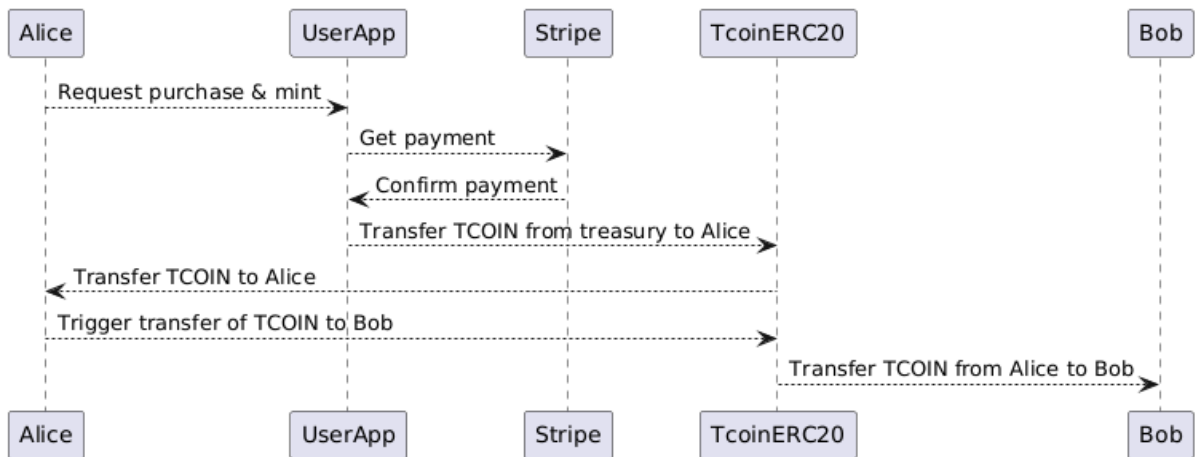 Alice UserApp Stripe TcoinERC20 Bob
Request purchase & mint
Get payment
Confirm payment
Transfer TCOIN from treasury to Alice
Transfer TCOIN to Alice
Trigger transfer of TCOIN to Bob
Transfer TCOIN from Alice to Bob
Alice UserApp Stripe TcoinERC20 Bob